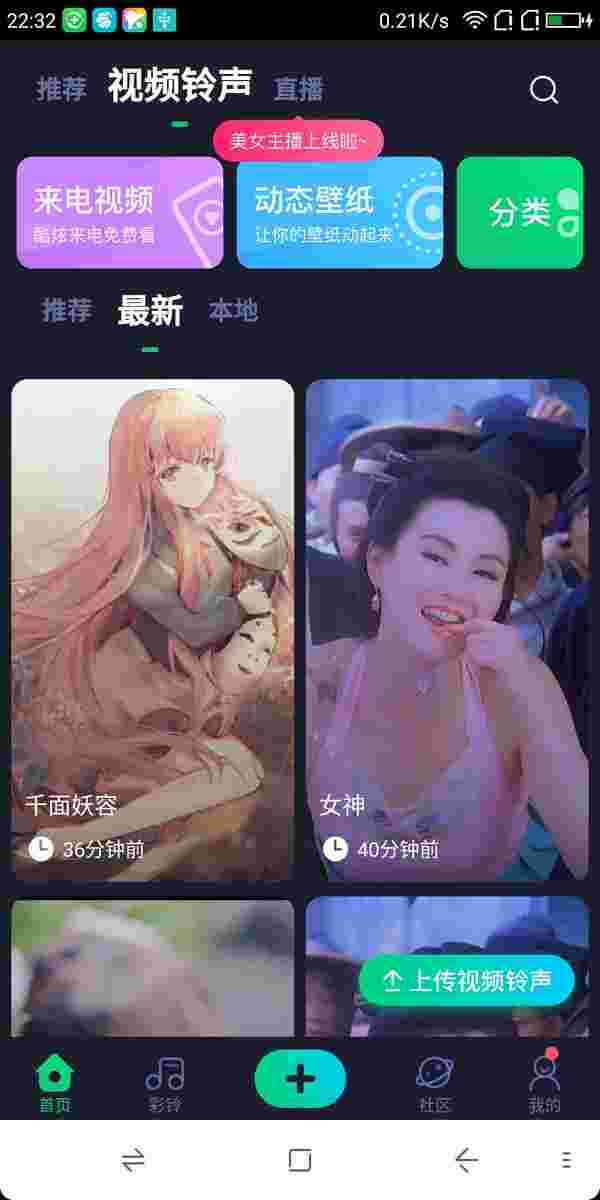 22:32
0.21K/s
推荐
视频铃声
直播
美女主播上线啦~
来电视频
酷炫来电免费看
动态壁纸
让你的壁纸动起来
分类
推荐
最新
本地
千面妖容
36分钟前
女神
40分钟前
上传视频铃声
首页
彩铃
社区
我的